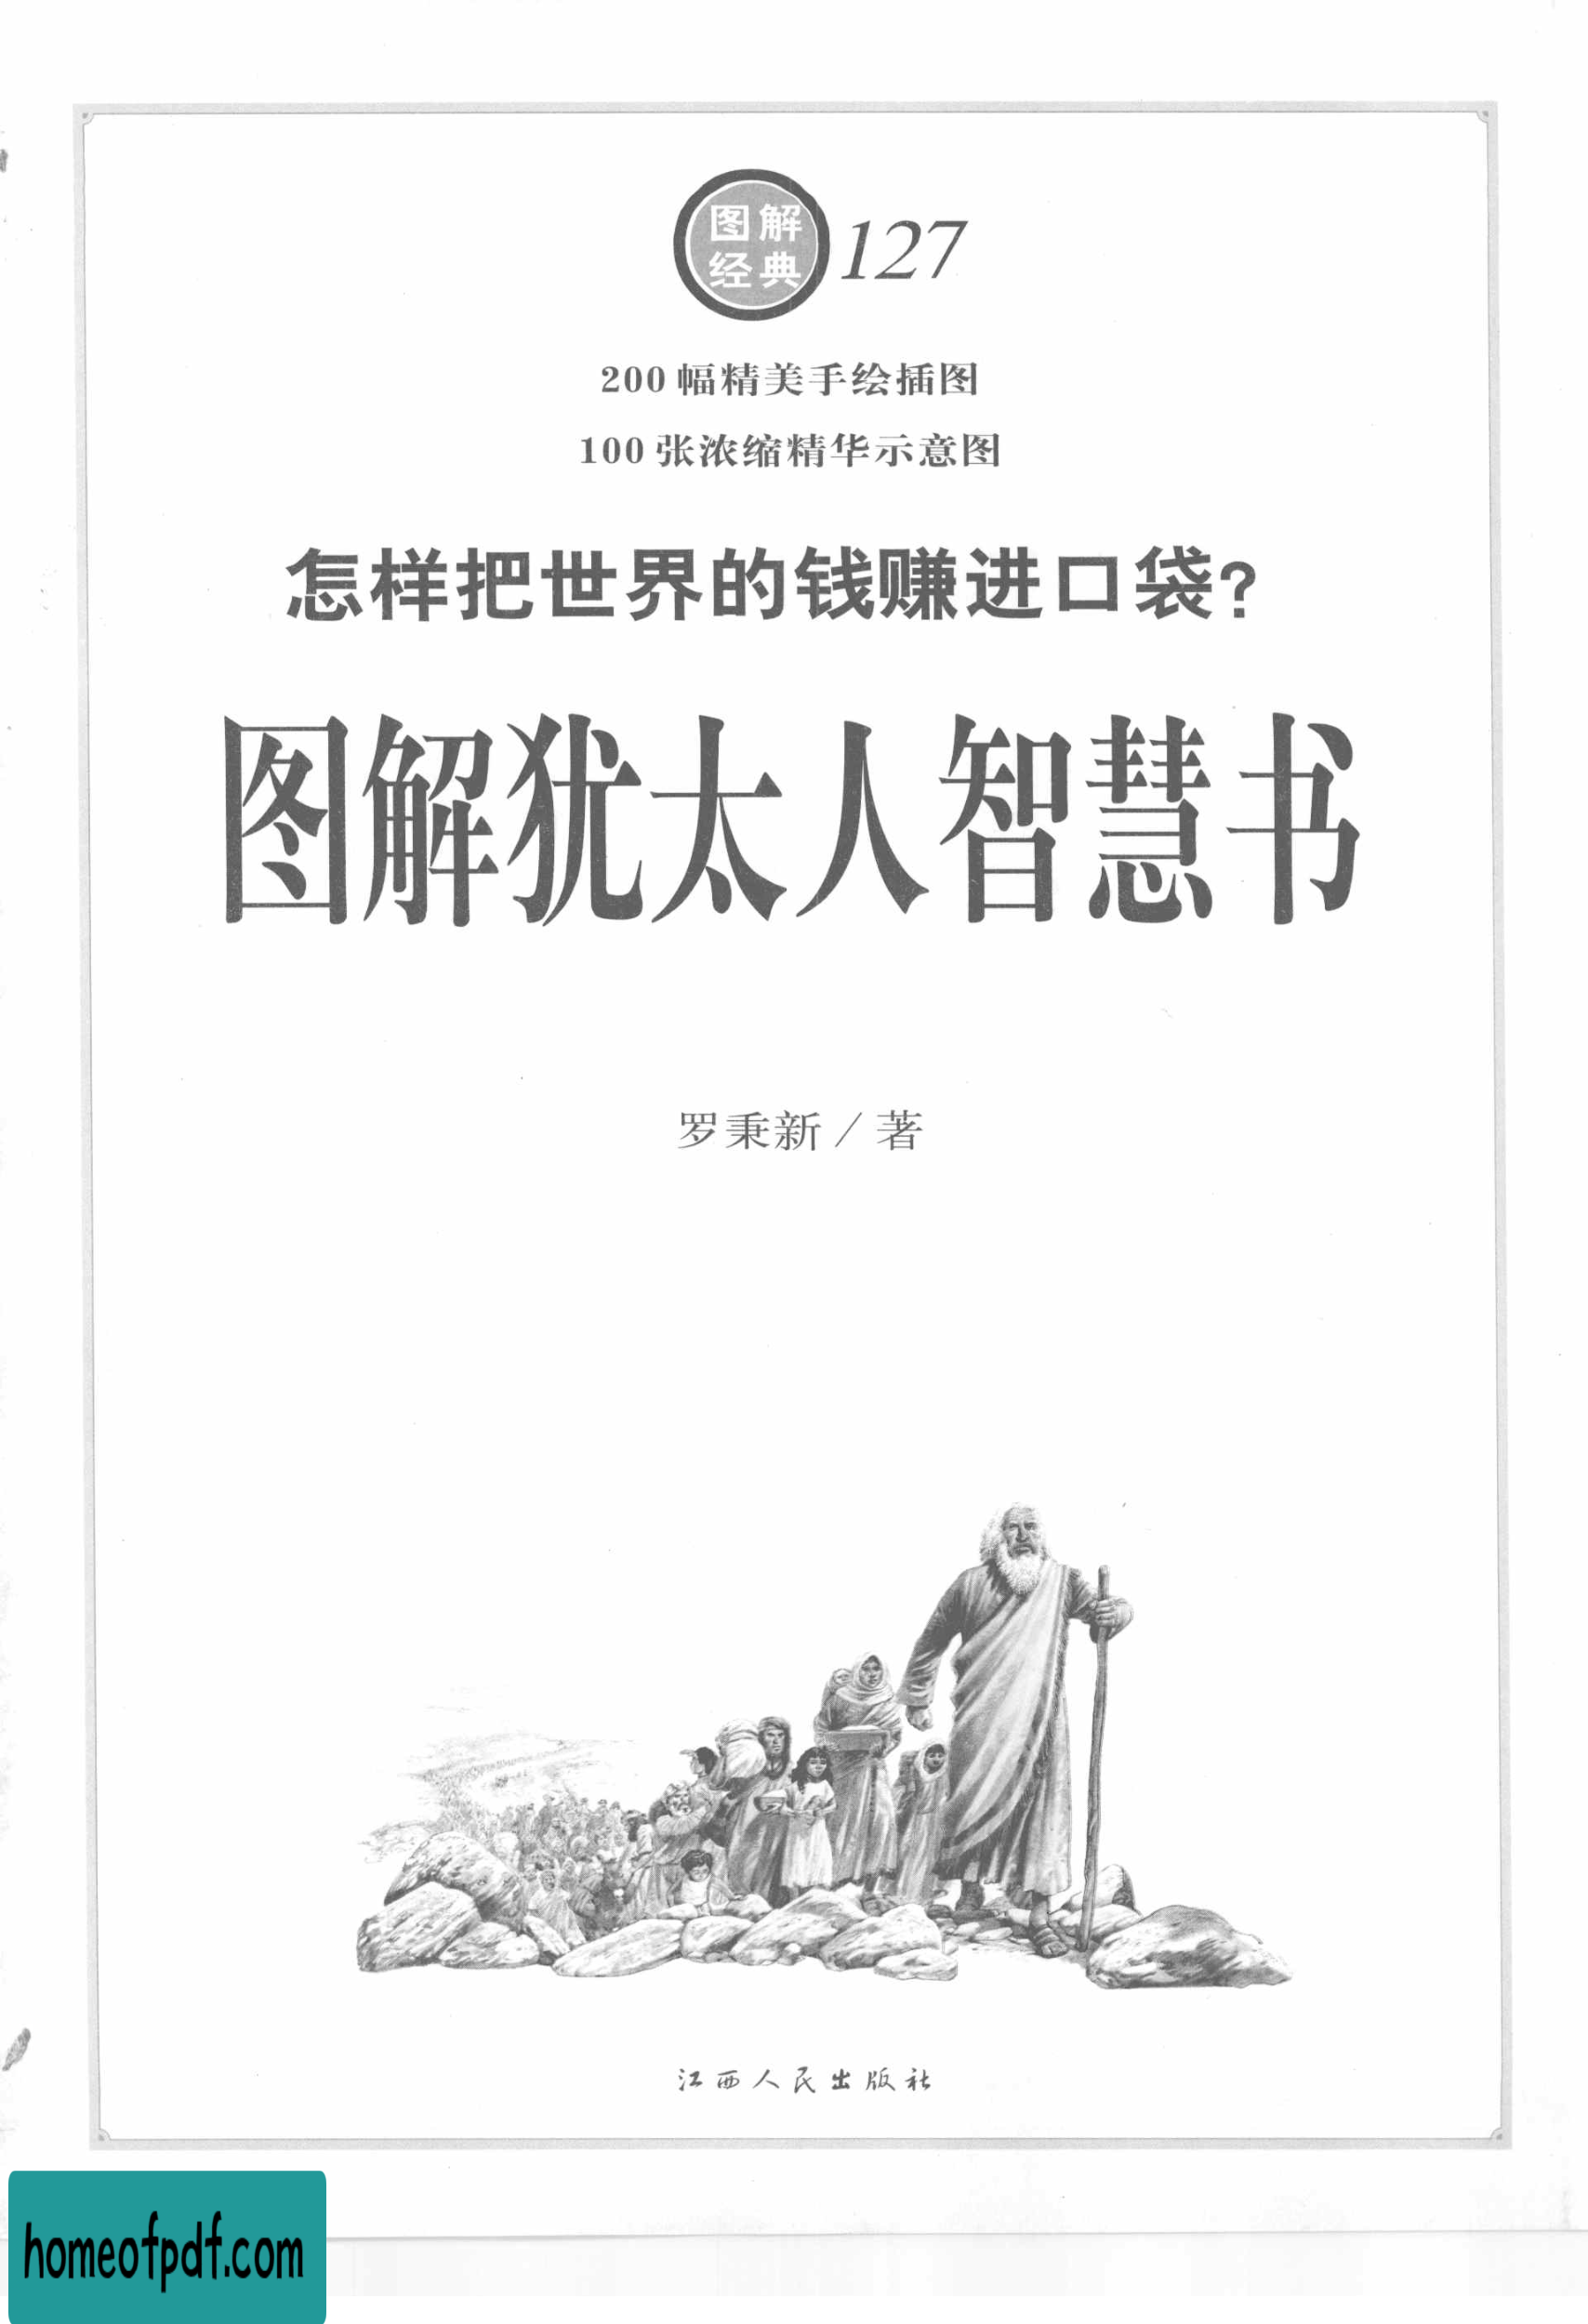 图解
经典
127
200幅精美手绘插图
100张浓缩精华示意图
怎样把世界的钱赚进口袋?
图解犹太人智慧书
罗秉新／著
江西人民出版社
homeofpdf.com